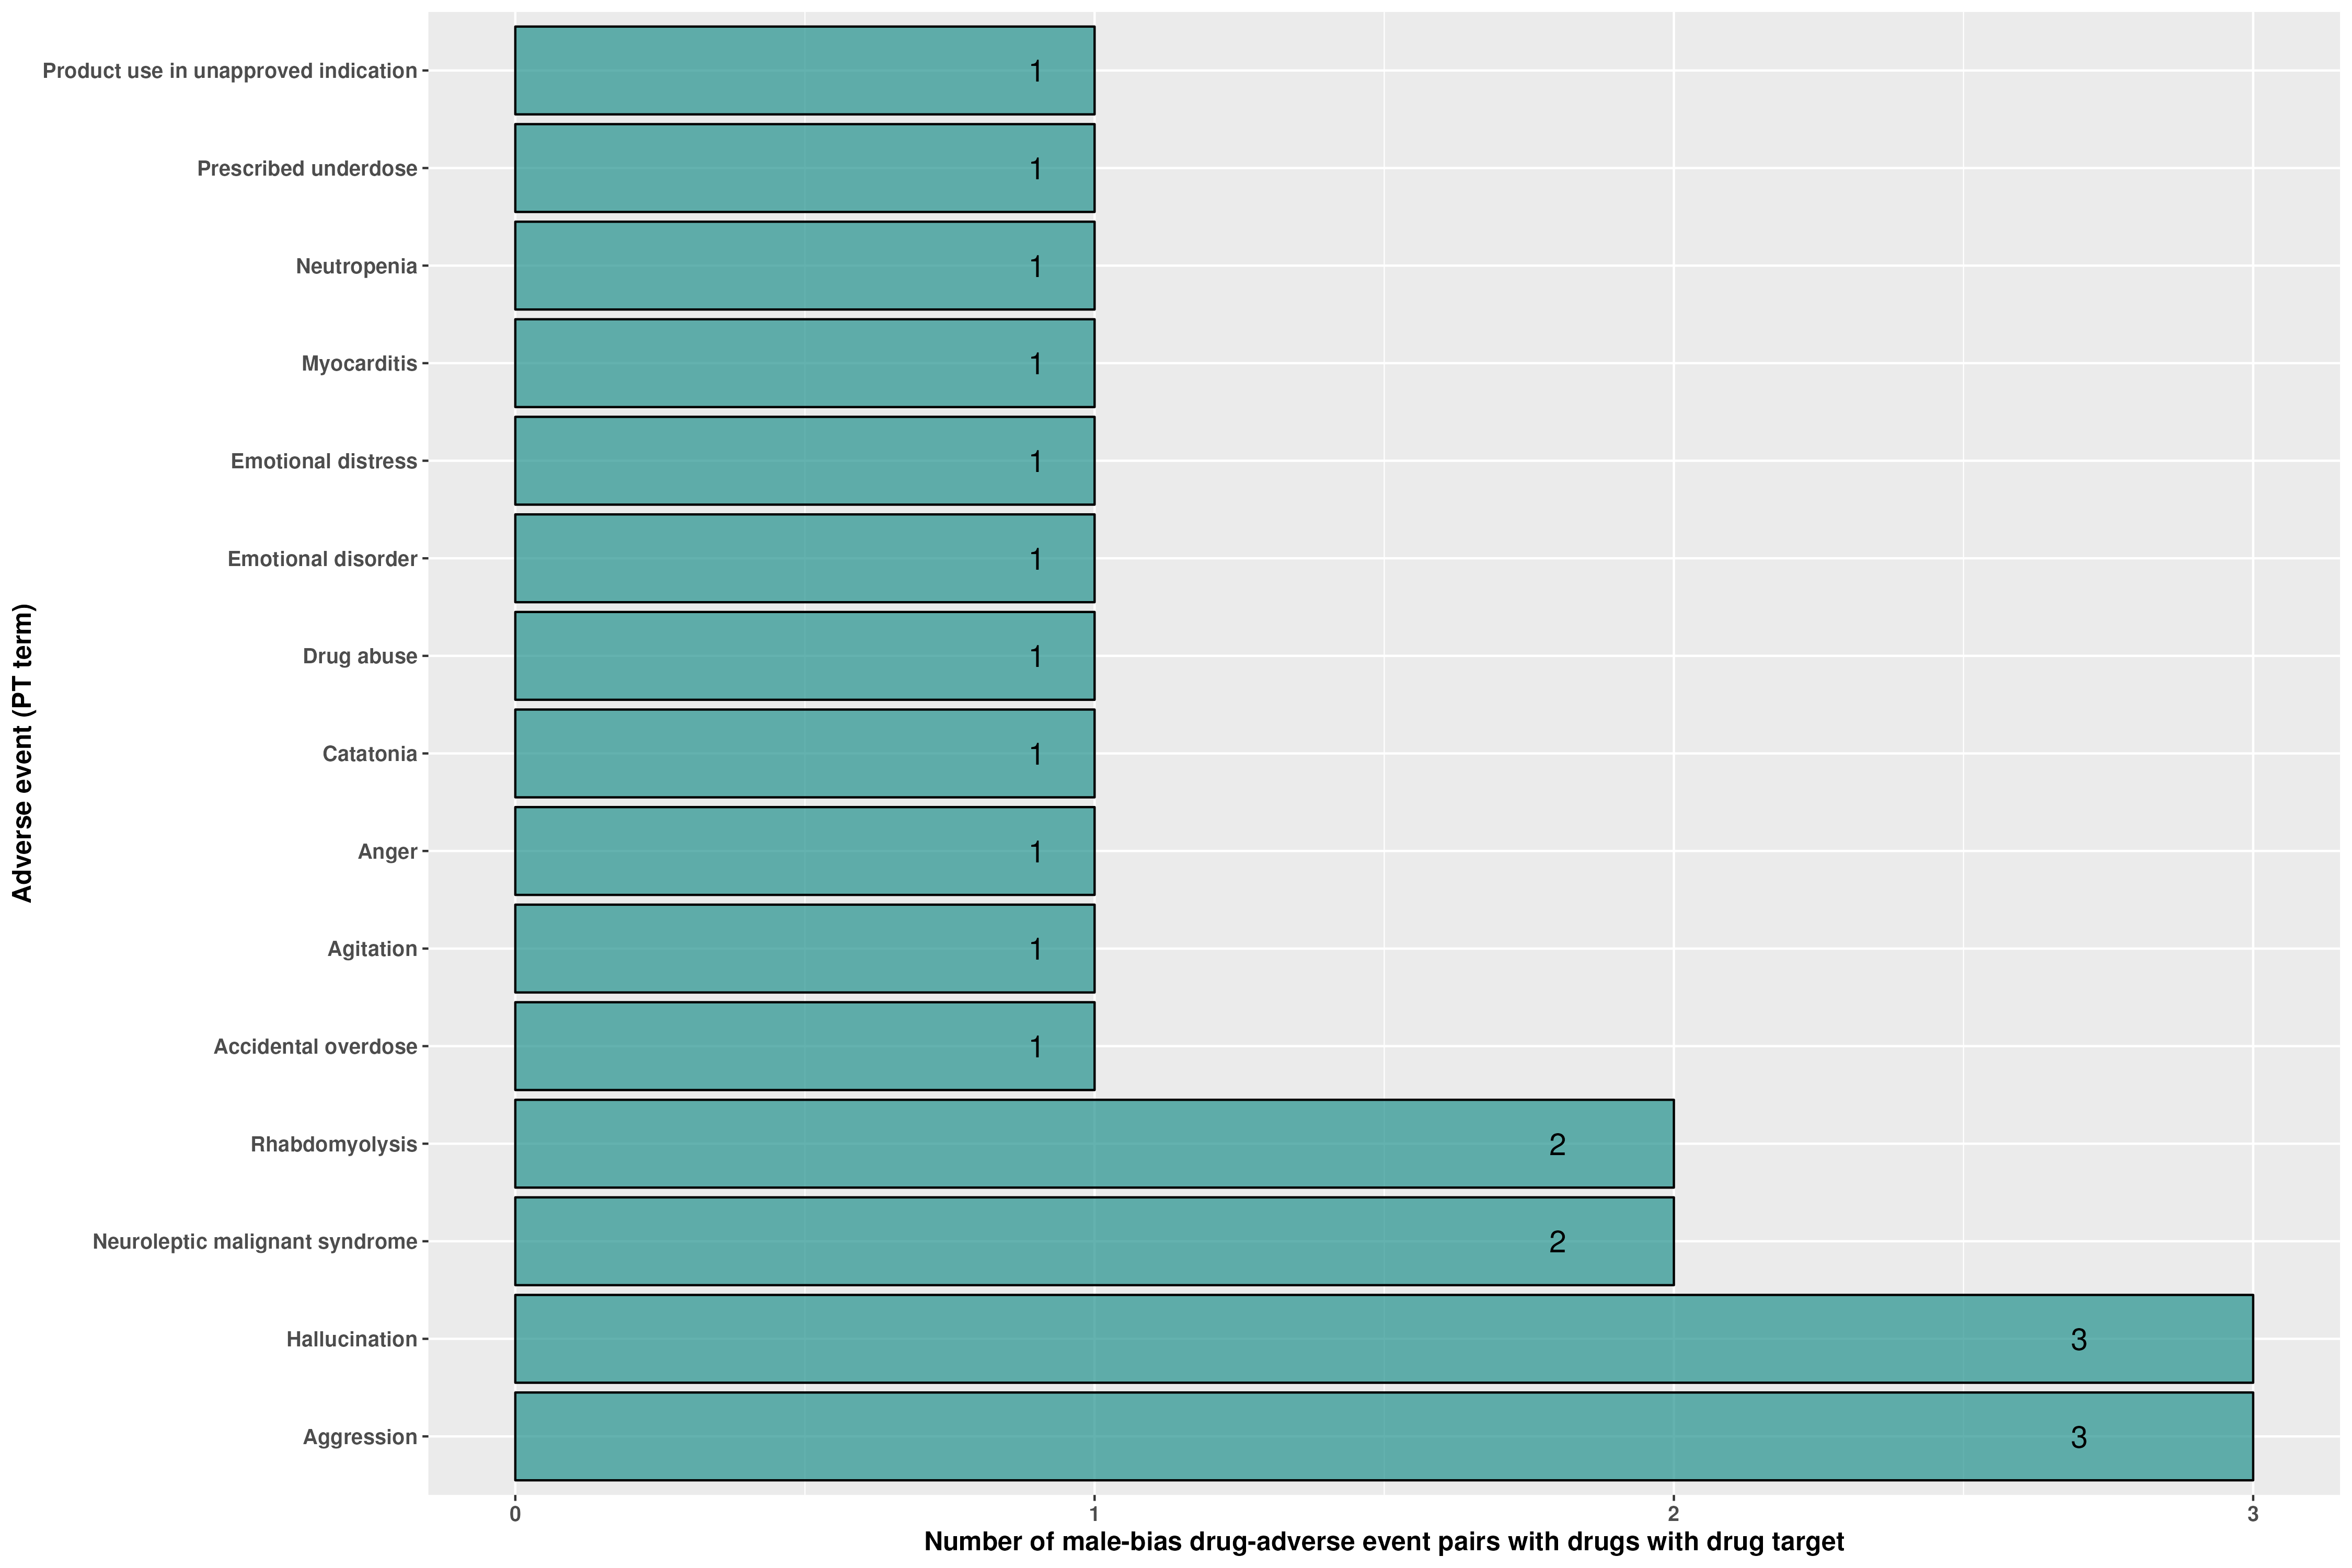 Product use in unapproved indication
1
Prescribed underdose
1
Neutropenia
1
Myocarditis
1
Emotional distress
1
Emotional disorder
1
Drug abuse
1
Catatonia
1
Anger
1
Agitation
1
Accidental overdose
1
Rhabdomyolysis
2
Neuroleptic malignant syndrome
2
Hallucination
3
Aggression
3
Adverse event (PT term)
0 1 2 3
Number of male-bias drug-adverse event pairs with drugs with drug target